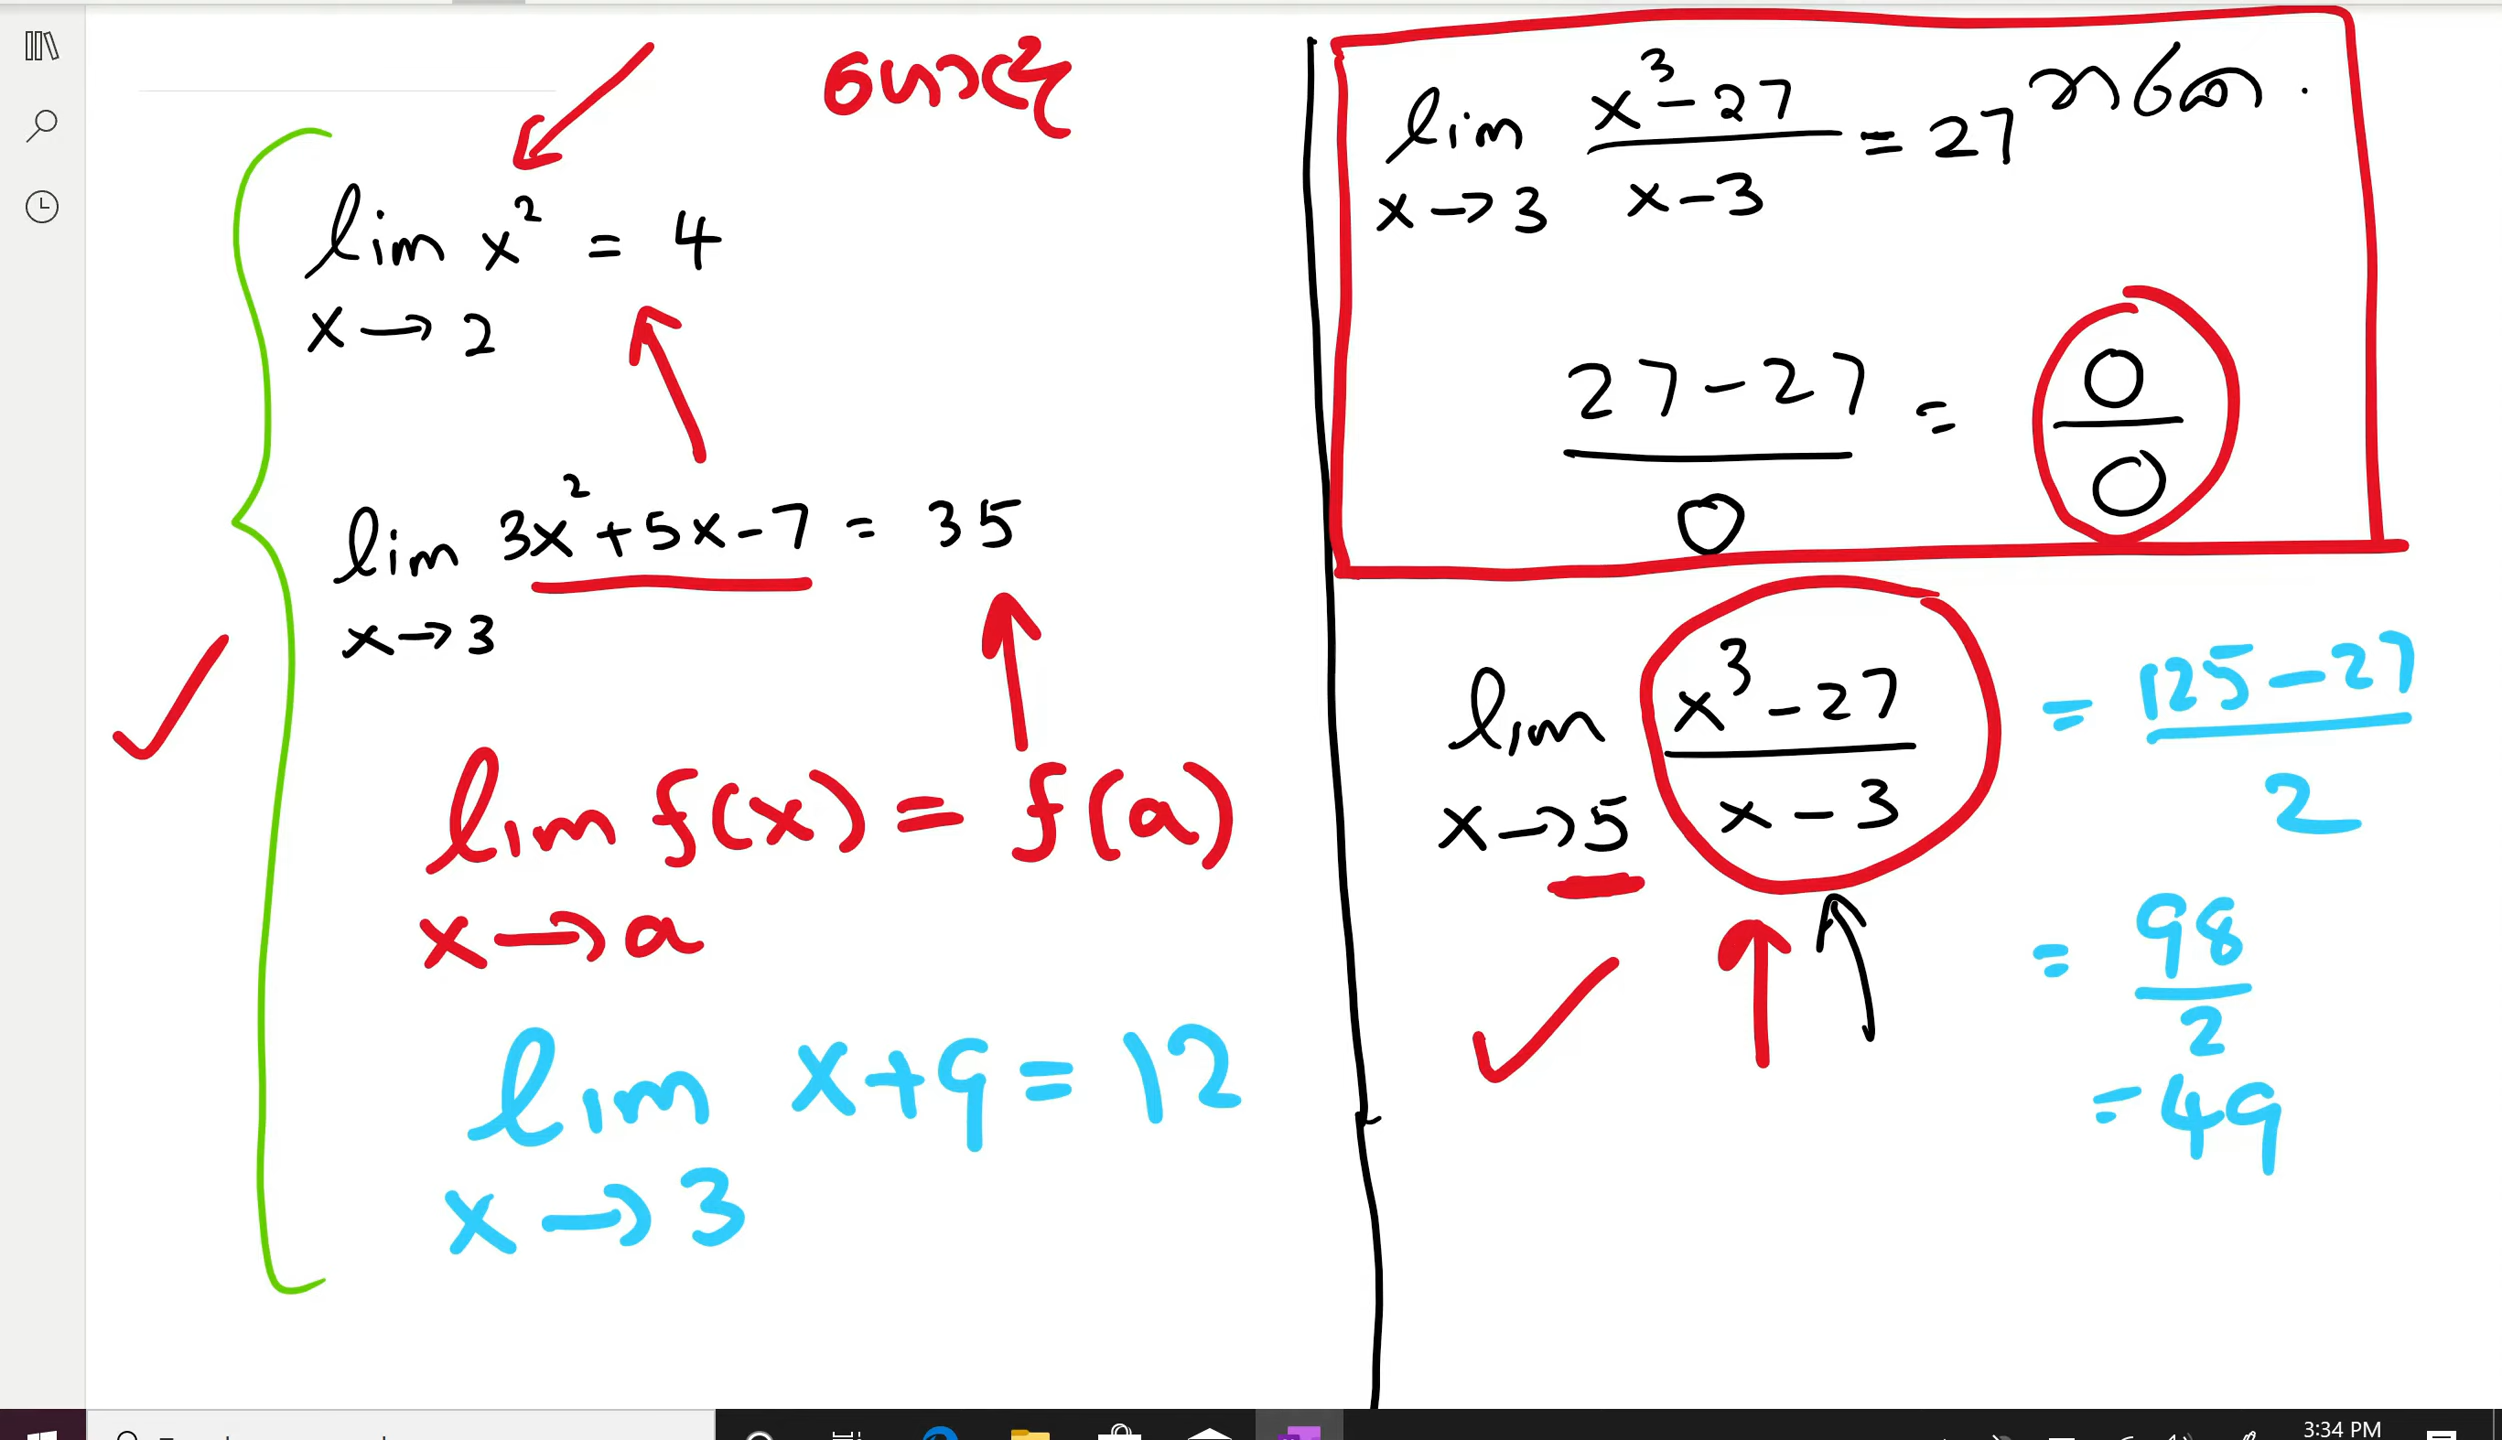 lim x² = 4
x→2
lim 3x²+5x-7 = 35
x→3
lim f(x) = f(a)
x→a
lim x+9 = 12
x→3
lim x³-27 / x-3 = 27
x→3
27-27 / 0 = 0/0
lim x³-27 / x-3 = 125-27 / 2
x→5
= 98/2
= 49
3:34 PM